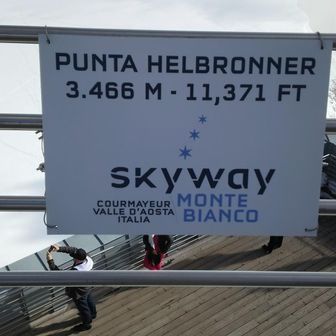 PUNTA HELBRONNER
3.466 M - 11,371 FT
skyway
MONTE
BIANCO
COURMAYEUR
VALLE D'AOSTA
ITALIA